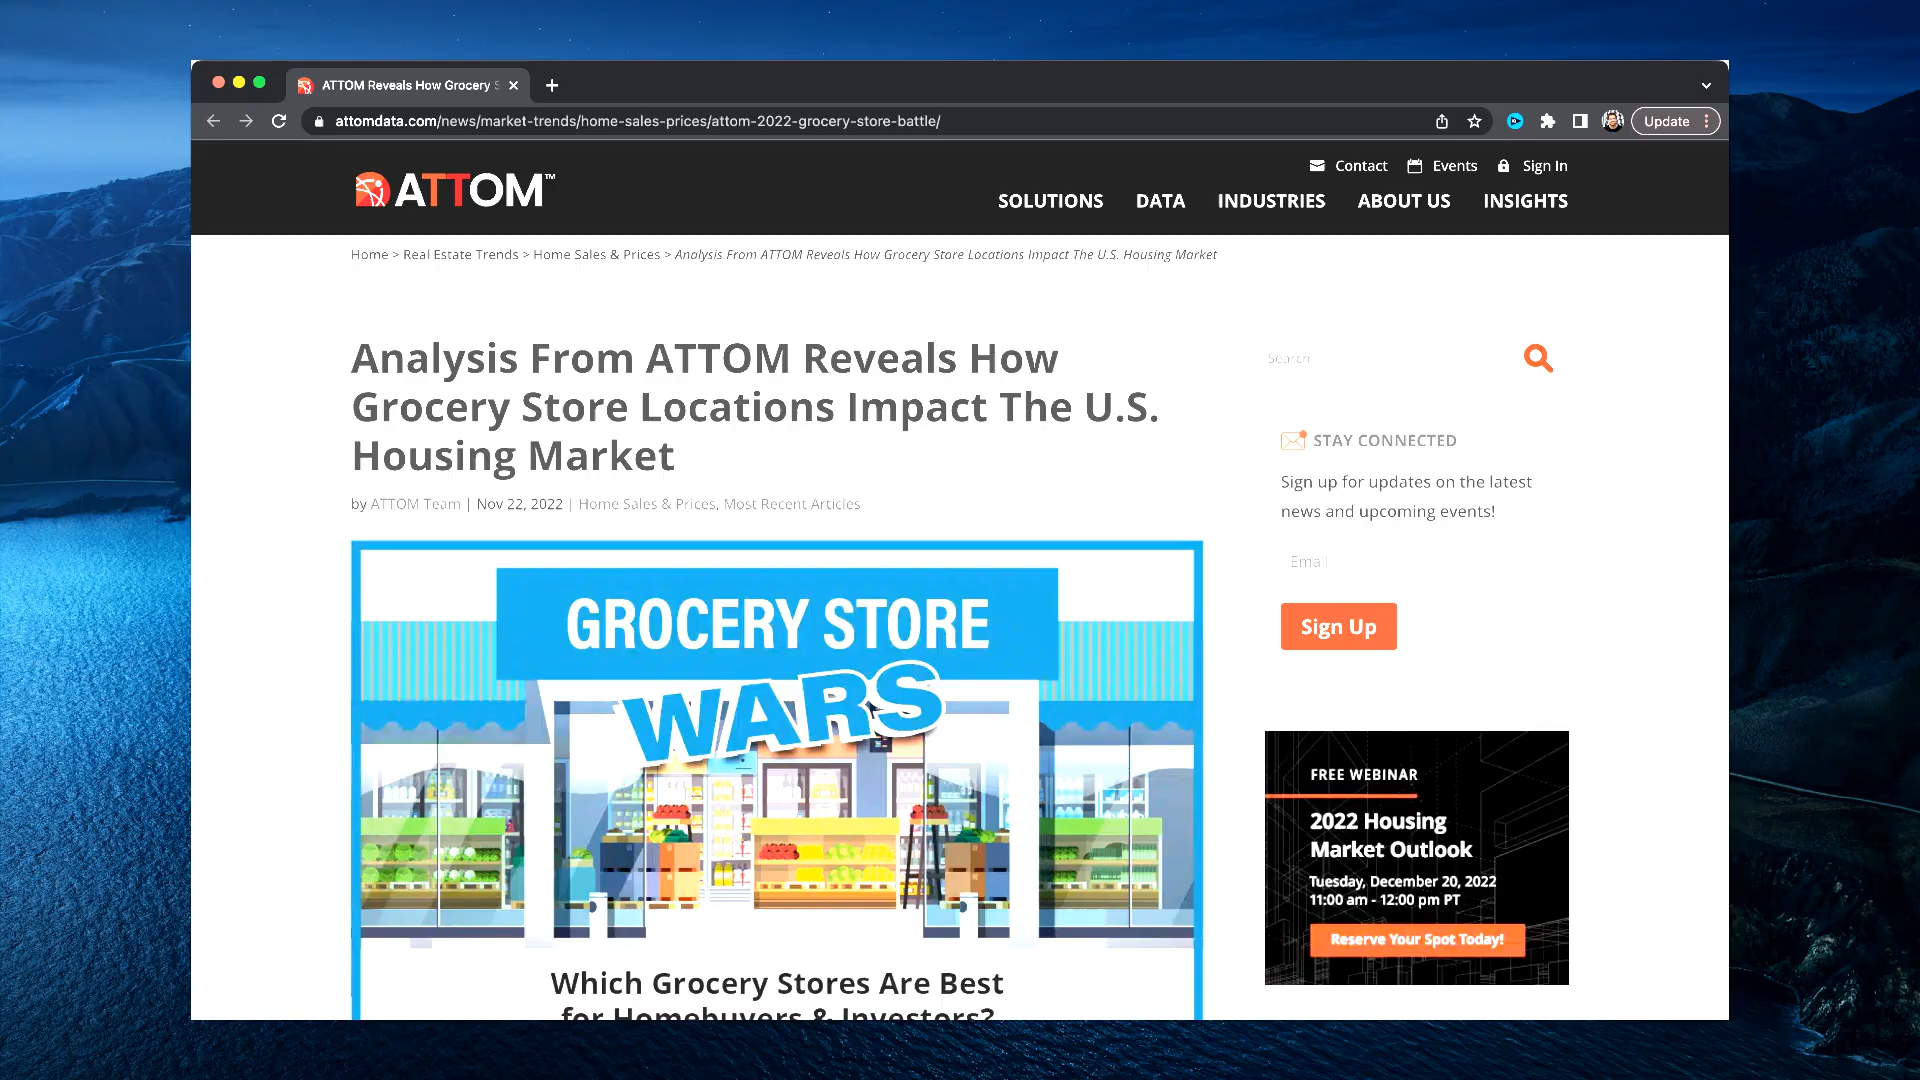 ATTOM Reveals How Grocery
attomdata.com/news/market-trends/home-sales-prices/attom-2022-grocery-store-battle/
Update
Contact
Events
Sign In
ATTOM™
SOLUTIONS
DATA
INDUSTRIES
ABOUT US
INSIGHTS
Home > Real Estate Trends > Home Sales & Prices > Analysis From ATTOM Reveals How Grocery Store Locations Impact The U.S. Housing Market
Analysis From ATTOM Reveals How
Grocery Store Locations Impact The U.S.
Housing Market
by ATTOM Team | Nov 22, 2022 | Home Sales & Prices, Most Recent Articles
GROCERY STORE
WARS
Which Grocery Stores Are Best
for Homebuyers & Investors?
Search
STAY CONNECTED
Sign up for updates on the latest
news and upcoming events!
Email
Sign Up
FREE WEBINAR
2022 Housing
Market Outlook
Tuesday, December 20, 2022
11:00 am - 12:00 pm PT
Reserve Your Spot Today!